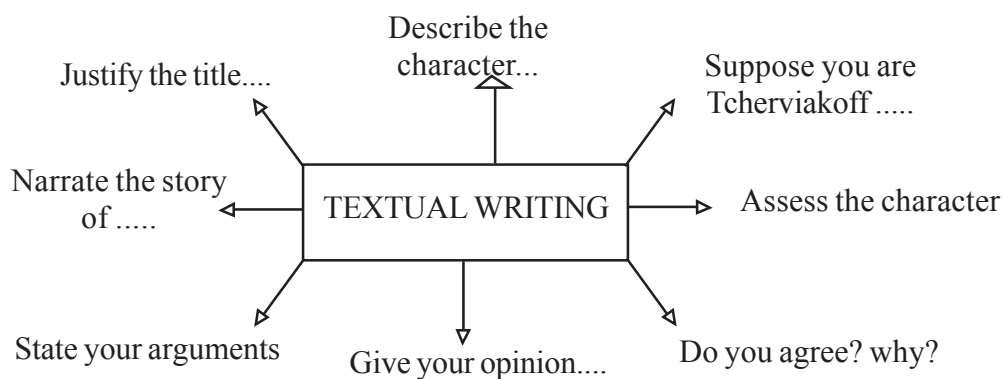 Describe the
character...
Justify the title....
Suppose you are
Tcherviakoff .....
Narrate the story
of .....
TEXTUAL WRITING
Assess the character
State your arguments
Give your opinion....
Do you agree? why?